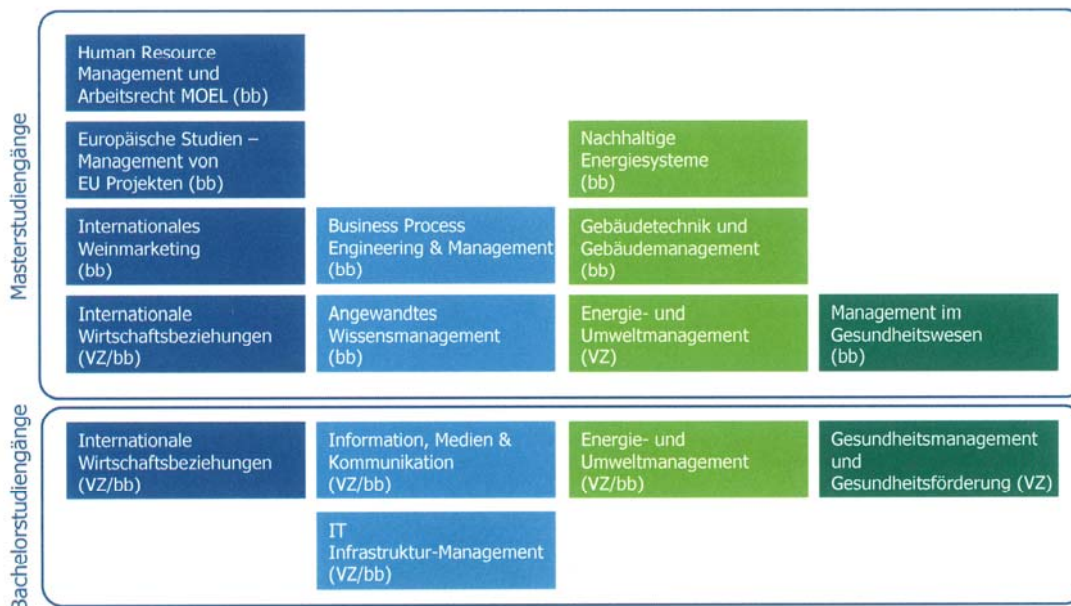 Masterstudiengänge
Human Resource
Management und
Arbeitsrecht MOEL (bb)
Europäische Studien –
Management von
EU Projekten (bb)
Nachhaltige
Energiesysteme
(bb)
Internationales
Weinmarketing
(bb)
Business Process
Engineering & Management
(bb)
Gebäudetechnik und
Gebäudemanagement
(bb)
Internationale
Wirtschaftsbeziehungen
(VZ/bb)
Angewandtes
Wissensmanagement
(bb)
Energie- und
Umweltmanagement
(VZ)
Management im
Gesundheitswesen
(bb)
Bachelorstudiengänge
Internationale
Wirtschaftsbeziehungen
(VZ/bb)
Information, Medien &
Kommunikation
(VZ/bb)
Energie- und
Umweltmanagement
(VZ/bb)
Gesundheitsmanagement
und
Gesundheitsförderung (VZ)
IT
Infrastruktur-Management
(VZ/bb)